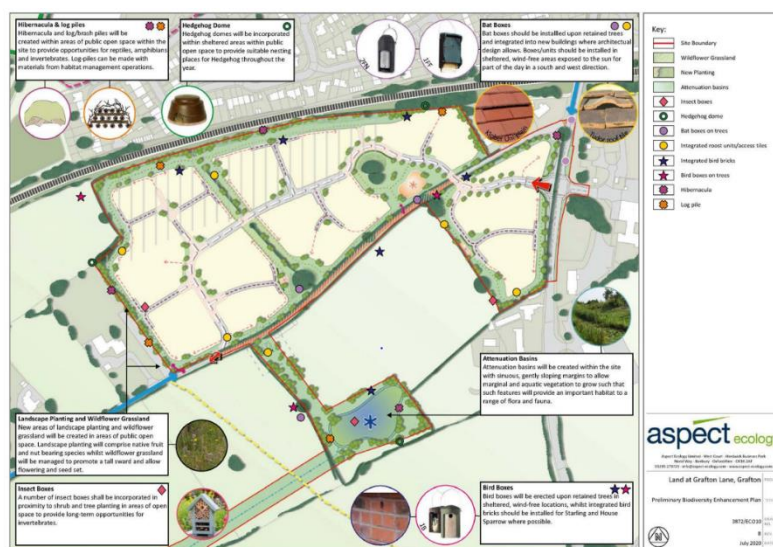 Hibernacula & log piles
Hibernacula and log/brash piles will be
created within areas of public open space within the
site to provide opportunities for reptiles, amphibians
and invertebrates. Log-piles can be made with
materials from habitat management operations.
Hedgehog Dome
Hedgehog domes will be incorporated
within sheltered areas within public
open space to provide suitable nesting
places for Hedgehog throughout the
year.
Bat Boxes
Bat boxes should be installed upon retained trees
and integrated into new buildings where architectural
design allows. Boxes/units should be installed in
sheltered, wind-free areas exposed to the sun for
part of the day in a south and west direction.
Attenuation Basins
Attenuation basins will be created within the site
with sinuous, gently sloping margins to allow
marginal and aquatic vegetation to grow such that
such features will provide an important habitat to a
range of flora and fauna.
Landscape Planting and Wildflower Grassland
New areas of landscape planting and wildflower
grassland will be created in areas of public open
space. Landscape planting will comprise native fruit
and nut bearing species whilst wildflower grassland
will be managed to promote a tall sward and allow
flowering and seed set.
Insect Boxes
A number of insect boxes shall be incorporated in
proximity to shrub and tree planting in areas of open
space to provide long-term opportunities for
invertebrates.
Bird Boxes
Bird boxes will be erected upon retained trees in
sheltered, wind-free locations, whilst integrated bird
bricks should be installed for Starling and House
Sparrow where possible.
1B
Key:
Site Boundary
Wildflower Grassland
New Planting
Attenuation basins
Insect boxes
Hedgehog dome
Bat boxes on trees
Integrated roost units/access tiles
Integrated bird bricks
Bird boxes on trees
Hibernacula
Log pile
aspect ecology
Land at Grafton Lane, Grafton
Preliminary Biodiversity Enhancement Plan
B
July 2023
N